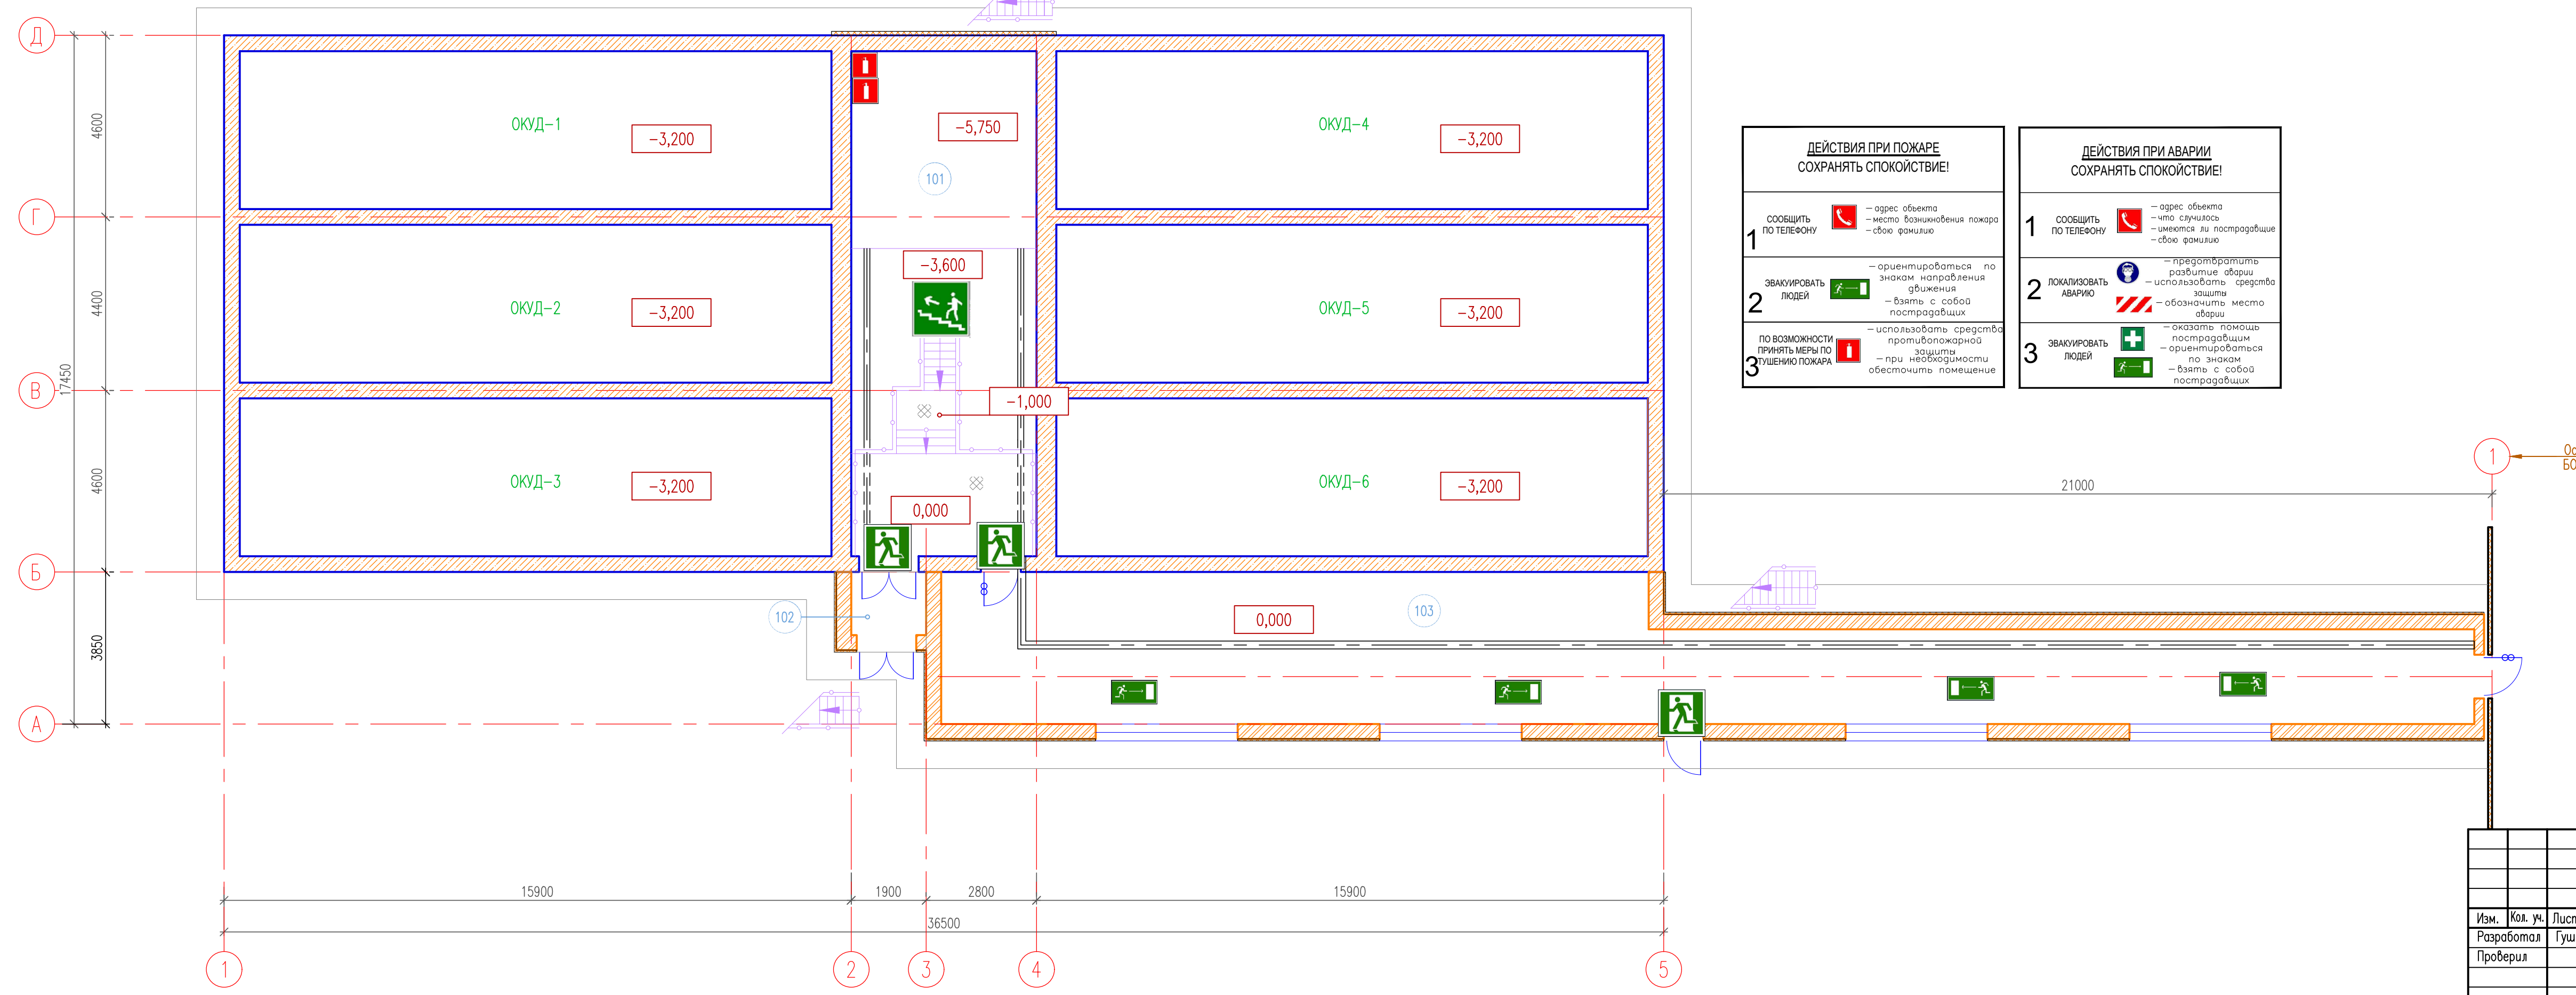 Д
Г
В
Б
А
4600
4400
4600
3850
17450
ОКУД-1
-3,200
ОКУД-2
-3,200
ОКУД-3
-3,200
-5,750
101
-3,600
-1,000
0,000
102
ОКУД-4
-3,200
ОКУД-5
-3,200
ОКУД-6
-3,200
0,000
103
ДЕЙСТВИЯ ПРИ ПОЖАРЕ
СОХРАНЯТЬ СПОКОЙСТВИЕ!
1
СООБЩИТЬ
ПО ТЕЛЕФОНУ
– адрес объекта
– место возникновения пожара
– свою фамилию
2
ЭВАКУИРОВАТЬ
ЛЮДЕЙ
– ориентироваться по
знакам направления
движения
– взять с собой
пострадавщих
3
ПО ВОЗМОЖНОСТИ
ПРИНЯТЬ МЕРЫ ПО
ТУШЕНИЮ ПОЖАРА
– использовать средства
противопожарной
защиты
– при необходимости
обесточить помещение
ДЕЙСТВИЯ ПРИ АВАРИИ
СОХРАНЯТЬ СПОКОЙСТВИЕ!
1
СООБЩИТЬ
ПО ТЕЛЕФОНУ
– адрес объекта
– что случилось
– имеются ли пострадавщие
– свою фамилию
2
ЛОКАЛИЗОВАТЬ
АВАРИЮ
– предотвратить
развитие аварии
– использовать средства
защиты
– обозначить место
аварии
3
ЭВАКУИРОВАТЬ
ЛЮДЕЙ
– оказать помощь
пострадавщим
– ориентироваться
по знакам
– взять с собой
пострадавщих
1
21000
15900
1900
2800
15900
36500
1
2
3
4
5
Изм.
Кол. уч.
Разработал
Проверил